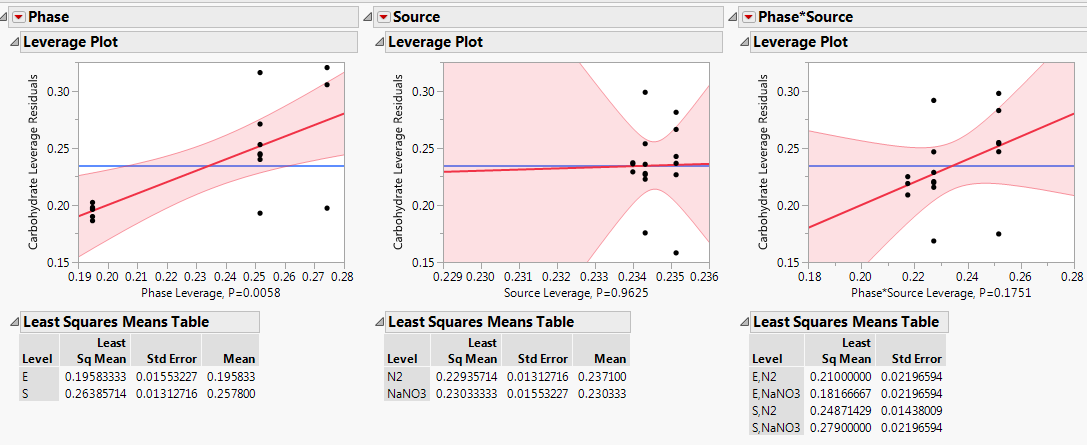 Phase
Leverage Plot
Carbohydrate Leverage Residuals
0.30
0.25
0.20
0.15
0.19 0.20 0.21 0.22 0.23 0.24 0.25 0.26 0.27 0.28
Phase Leverage, P=0.0058
Least Squares Means Table
Least
Level Sq Mean Std Error Mean
E 0.19583333 0.01553227 0.195833
S 0.26385714 0.01312716 0.257800
Source
Leverage Plot
Carbohydrate Leverage Residuals
0.30
0.25
0.20
0.15
0.229 0.230 0.231 0.232 0.233 0.234 0.235 0.236
Source Leverage, P=0.9625
Least Squares Means Table
Least
Level Sq Mean Std Error Mean
N2 0.22935714 0.01312716 0.237100
NaNO3 0.23033333 0.01553227 0.230333
Phase*Source
Leverage Plot
Carbohydrate Leverage Residuals
0.30
0.25
0.20
0.15
0.18 0.20 0.22 0.24 0.26 0.28
Phase*Source Leverage, P=0.1751
Least Squares Means Table
Least
Level Sq Mean Std Error
E,N2 0.21000000 0.02196594
E,NaNO3 0.18166667 0.02196594
S,N2 0.24871429 0.01438009
S,NaNO3 0.27900000 0.02196594